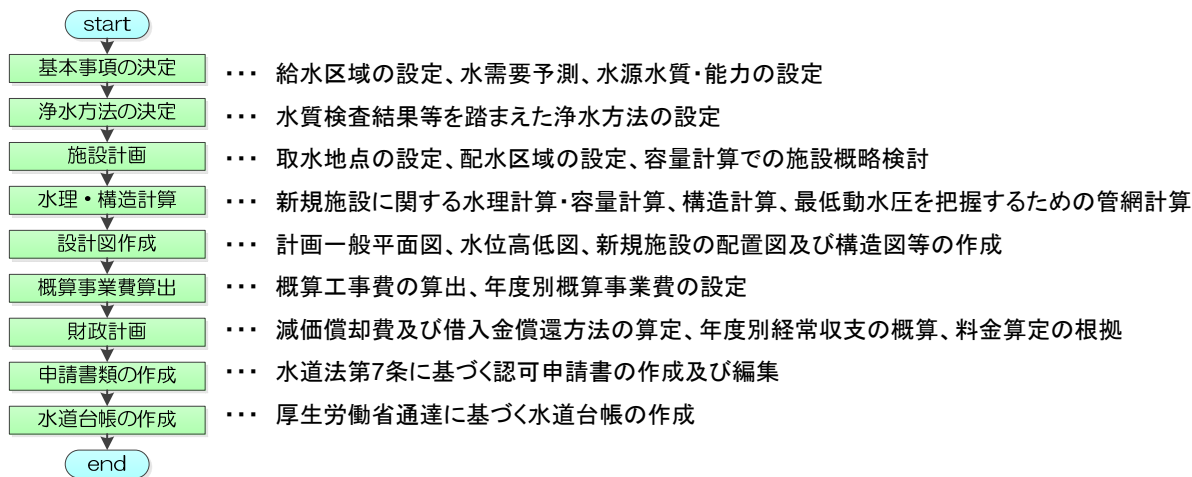 start
基本事項の決定 ・・・ 給水区域の設定、水需要予測、水源水質・能力の設定
浄水方法の決定 ・・・ 水質検査結果等を踏まえた浄水方法の設定
施設計画 ・・・ 取水地点の設定、配水区域の設定、容量計算での施設概略検討
水理・構造計算 ・・・ 新規施設に関する水理計算・容量計算、構造計算、最低動水圧を把握するための管網計算
設計図作成 ・・・ 計画一般平面図、水位高低図、新規施設の配置図及び構造図等の作成
概算事業費算出 ・・・ 概算工事費の算出、年度別概算事業費の設定
財政計画 ・・・ 減価償却費及び借入金償還方法の算定、年度別経常収支の概算、料金算定の根拠
申請書類の作成 ・・・ 水道法第7条に基づく認可申請書の作成及び編集
水道台帳の作成 ・・・ 厚生労働省通達に基づく水道台帳の作成
end